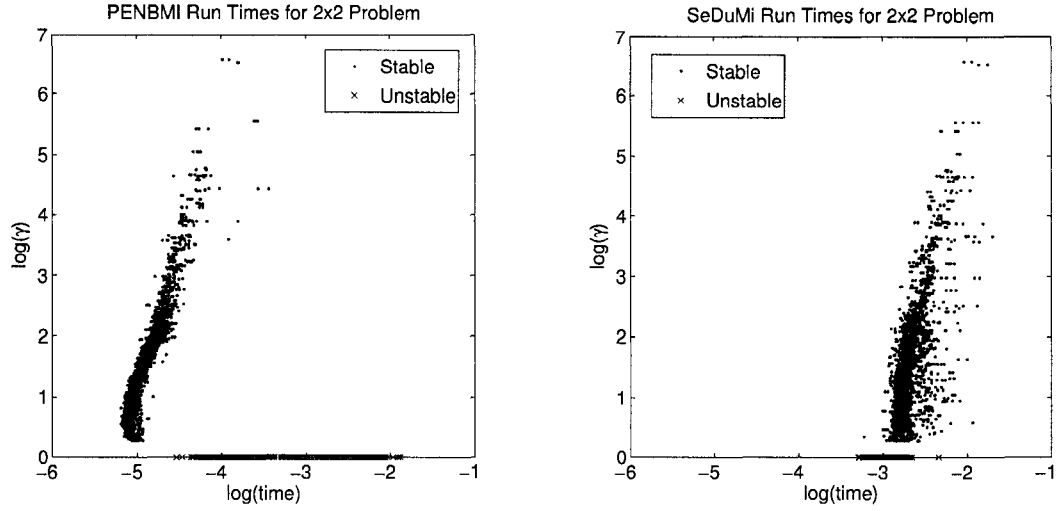 PENBMI Run Times for 2x2 Problem
7
6
5
4
3
2
1
0
log(γ)
Stable
Unstable
−6
−5
−4
−3
−2
−1
log(time)
SeDuMi Run Times for 2x2 Problem
7
6
5
4
3
2
1
0
log(γ)
Stable
Unstable
−6
−5
−4
−3
−2
−1
log(time)